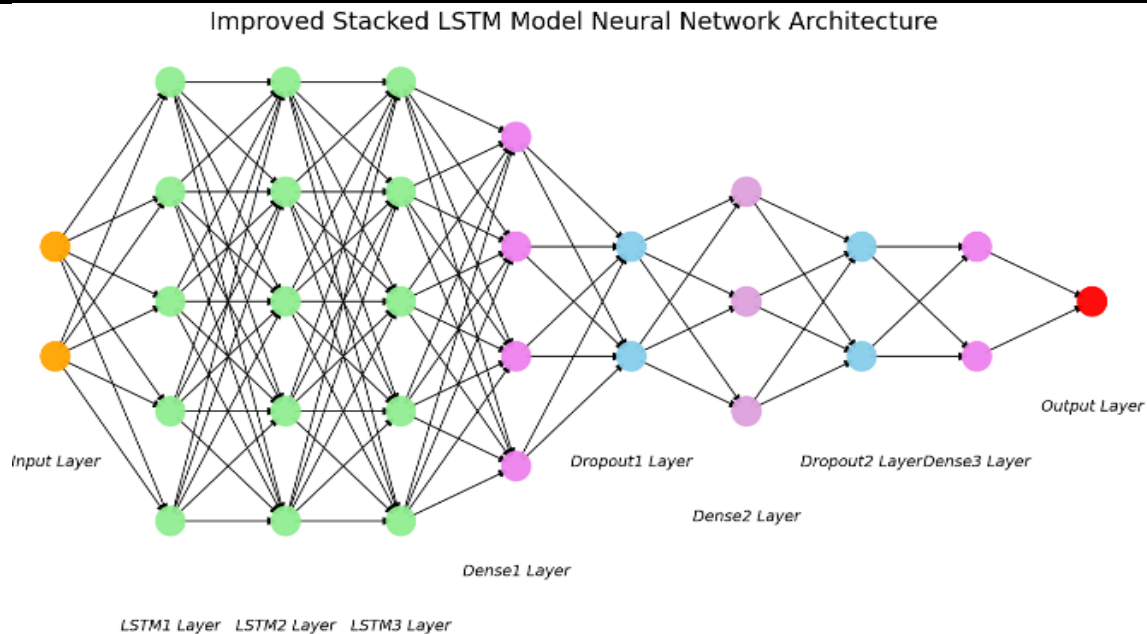 Improved Stacked LSTM Model Neural Network Architecture
Output Layer
Input Layer
Dropout1 Layer
Dropout2 Layer
Dense3 Layer
Dense2 Layer
Dense1 Layer
LSTM1 Layer
LSTM2 Layer
LSTM3 Layer